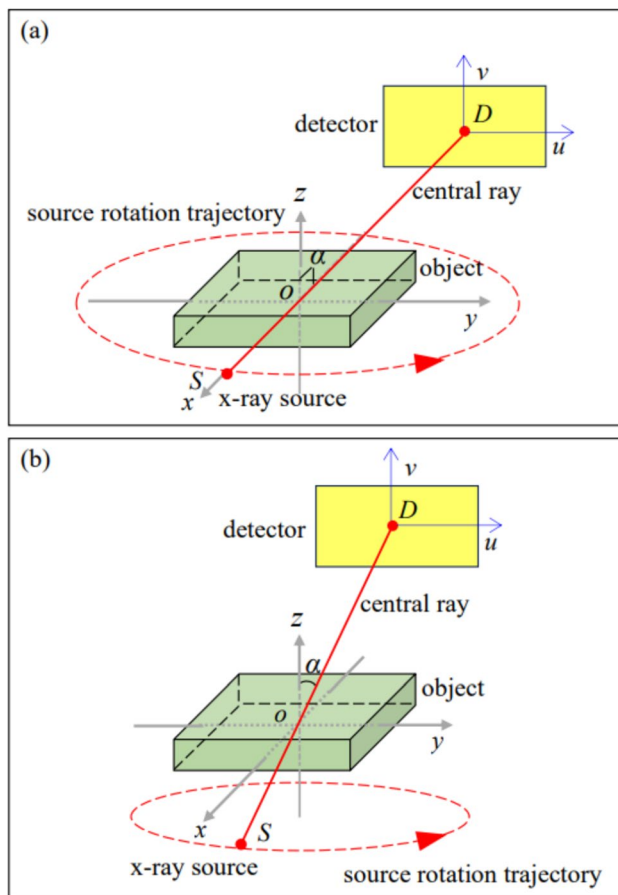 (a)
v
D
detector
u
central ray
z
source rotation trajectory
α
object
o
y
S
x
x-ray source
(b)
v
D
detector
u
central ray
z
α
object
o
y
x
S
x-ray source
source rotation trajectory